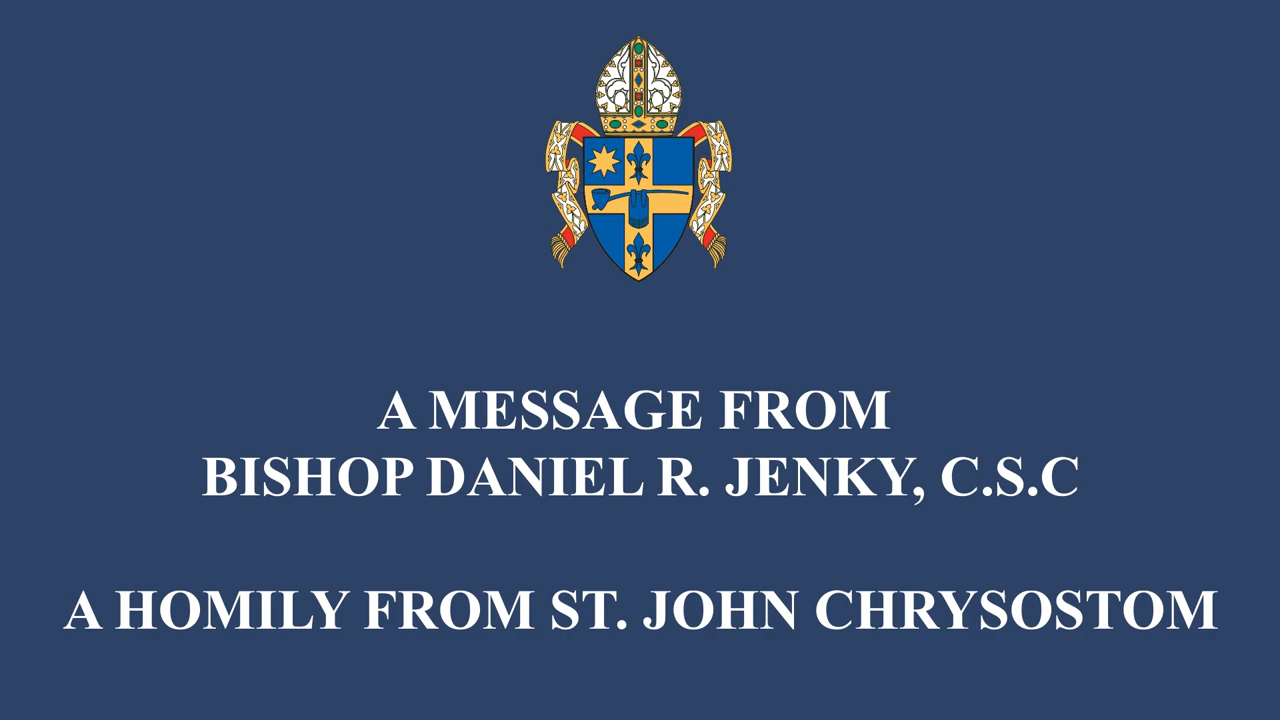 A MESSAGE FROM
BISHOP DANIEL R. JENKY, C.S.C
A HOMILY FROM ST. JOHN CHRYSOSTOM